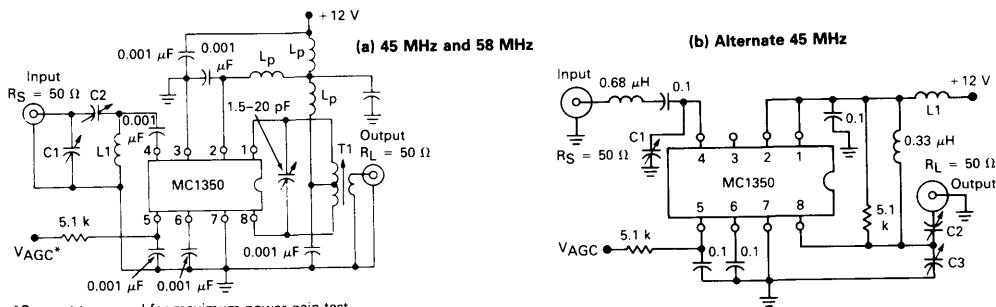 + 12 V
(a) 45 MHz and 58 MHz
0.001 μF
0.001 μF
Lp
Lp
Lp
Input
RS = 50 Ω
C2
C1
L1
0.001 μF
1.5–20 pF
T1
Output
RL = 50 Ω
4 3 2 1
MC1350
5 6 7 8
5.1 k
VAGC*
0.001 μF
0.001 μF
0.001 μF
(b) Alternate 45 MHz
Input
0.68 μH
0.1
+ 12 V
L1
0.1
C1
RS = 50 Ω
0.33 μH
4 3 2 1
MC1350
5 6 7 8
RL = 50 Ω
Output
5.1 k
C2
C3
VAGC
5.1 k
0.1
0.1